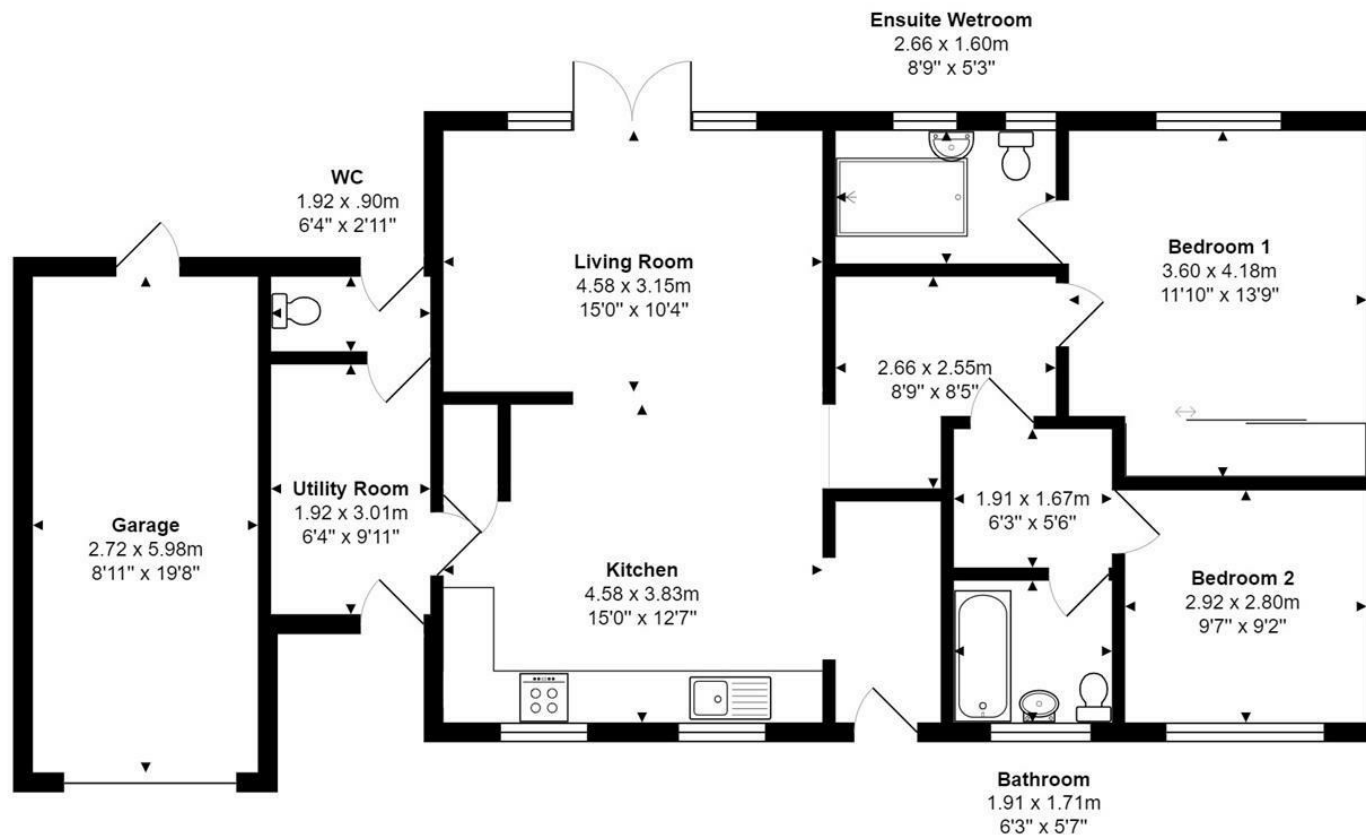 Ensuite Wetroom
2.66 x 1.60m
8'9" x 5'3"
WC
1.92 x .90m
6'4" x 2'11"
Living Room
4.58 x 3.15m
15'0" x 10'4"
Bedroom 1
3.60 x 4.18m
11'10" x 13'9"
2.66 x 2.55m
8'9" x 8'5"
Utility Room
1.92 x 3.01m
6'4" x 9'11"
1.91 x 1.67m
6'3" x 5'6"
Garage
2.72 x 5.98m
8'11" x 19'8"
Kitchen
4.58 x 3.83m
15'0" x 12'7"
Bedroom 2
2.92 x 2.80m
9'7" x 9'2"
Bathroom
1.91 x 1.71m
6'3" x 5'7"